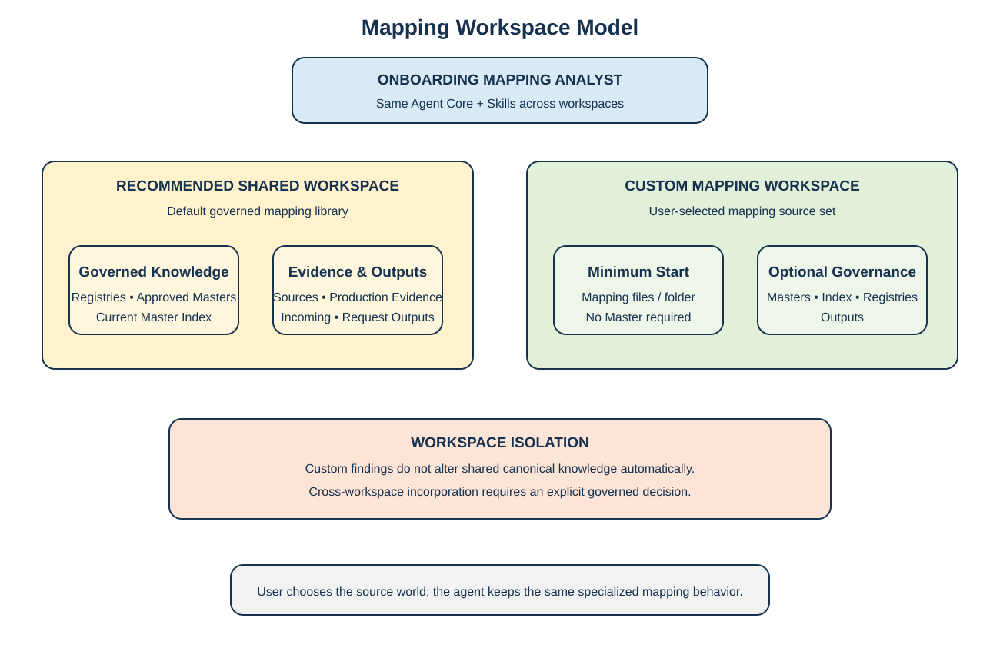 Mapping Workspace Model
ONBOARDING MAPPING ANALYST
Same Agent Core + Skills across workspaces
RECOMMENDED SHARED WORKSPACE
Default governed mapping library
Governed Knowledge
Registries • Approved Masters
Current Master Index
Evidence & Outputs
Sources • Production Evidence
Incoming • Request Outputs
CUSTOM MAPPING WORKSPACE
User-selected mapping source set
Minimum Start
Mapping files / folder
No Master required
Optional Governance
Masters • Index • Registries
Outputs
WORKSPACE ISOLATION
Custom findings do not alter shared canonical knowledge automatically.
Cross-workspace incorporation requires an explicit governed decision.
User chooses the source world; the agent keeps the same specialized mapping behavior.